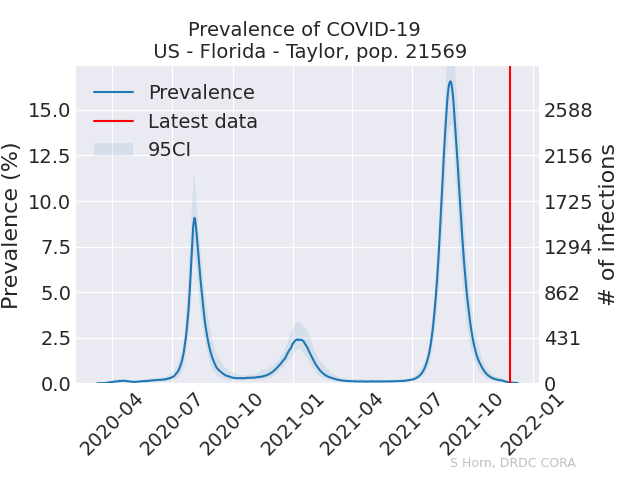 Prevalence of COVID-19
US - Florida - Taylor, pop. 21569
Prevalence
Latest data
95CI
Prevalence (%)
15.0
12.5
10.0
7.5
5.0
2.5
0.0
2588
2156
1725
1294
862
431
0
# of infections
2020-04
2020-07
2020-10
2021-01
2021-04
2021-07
2021-10
2022-01
S Horn, DRDC CORA